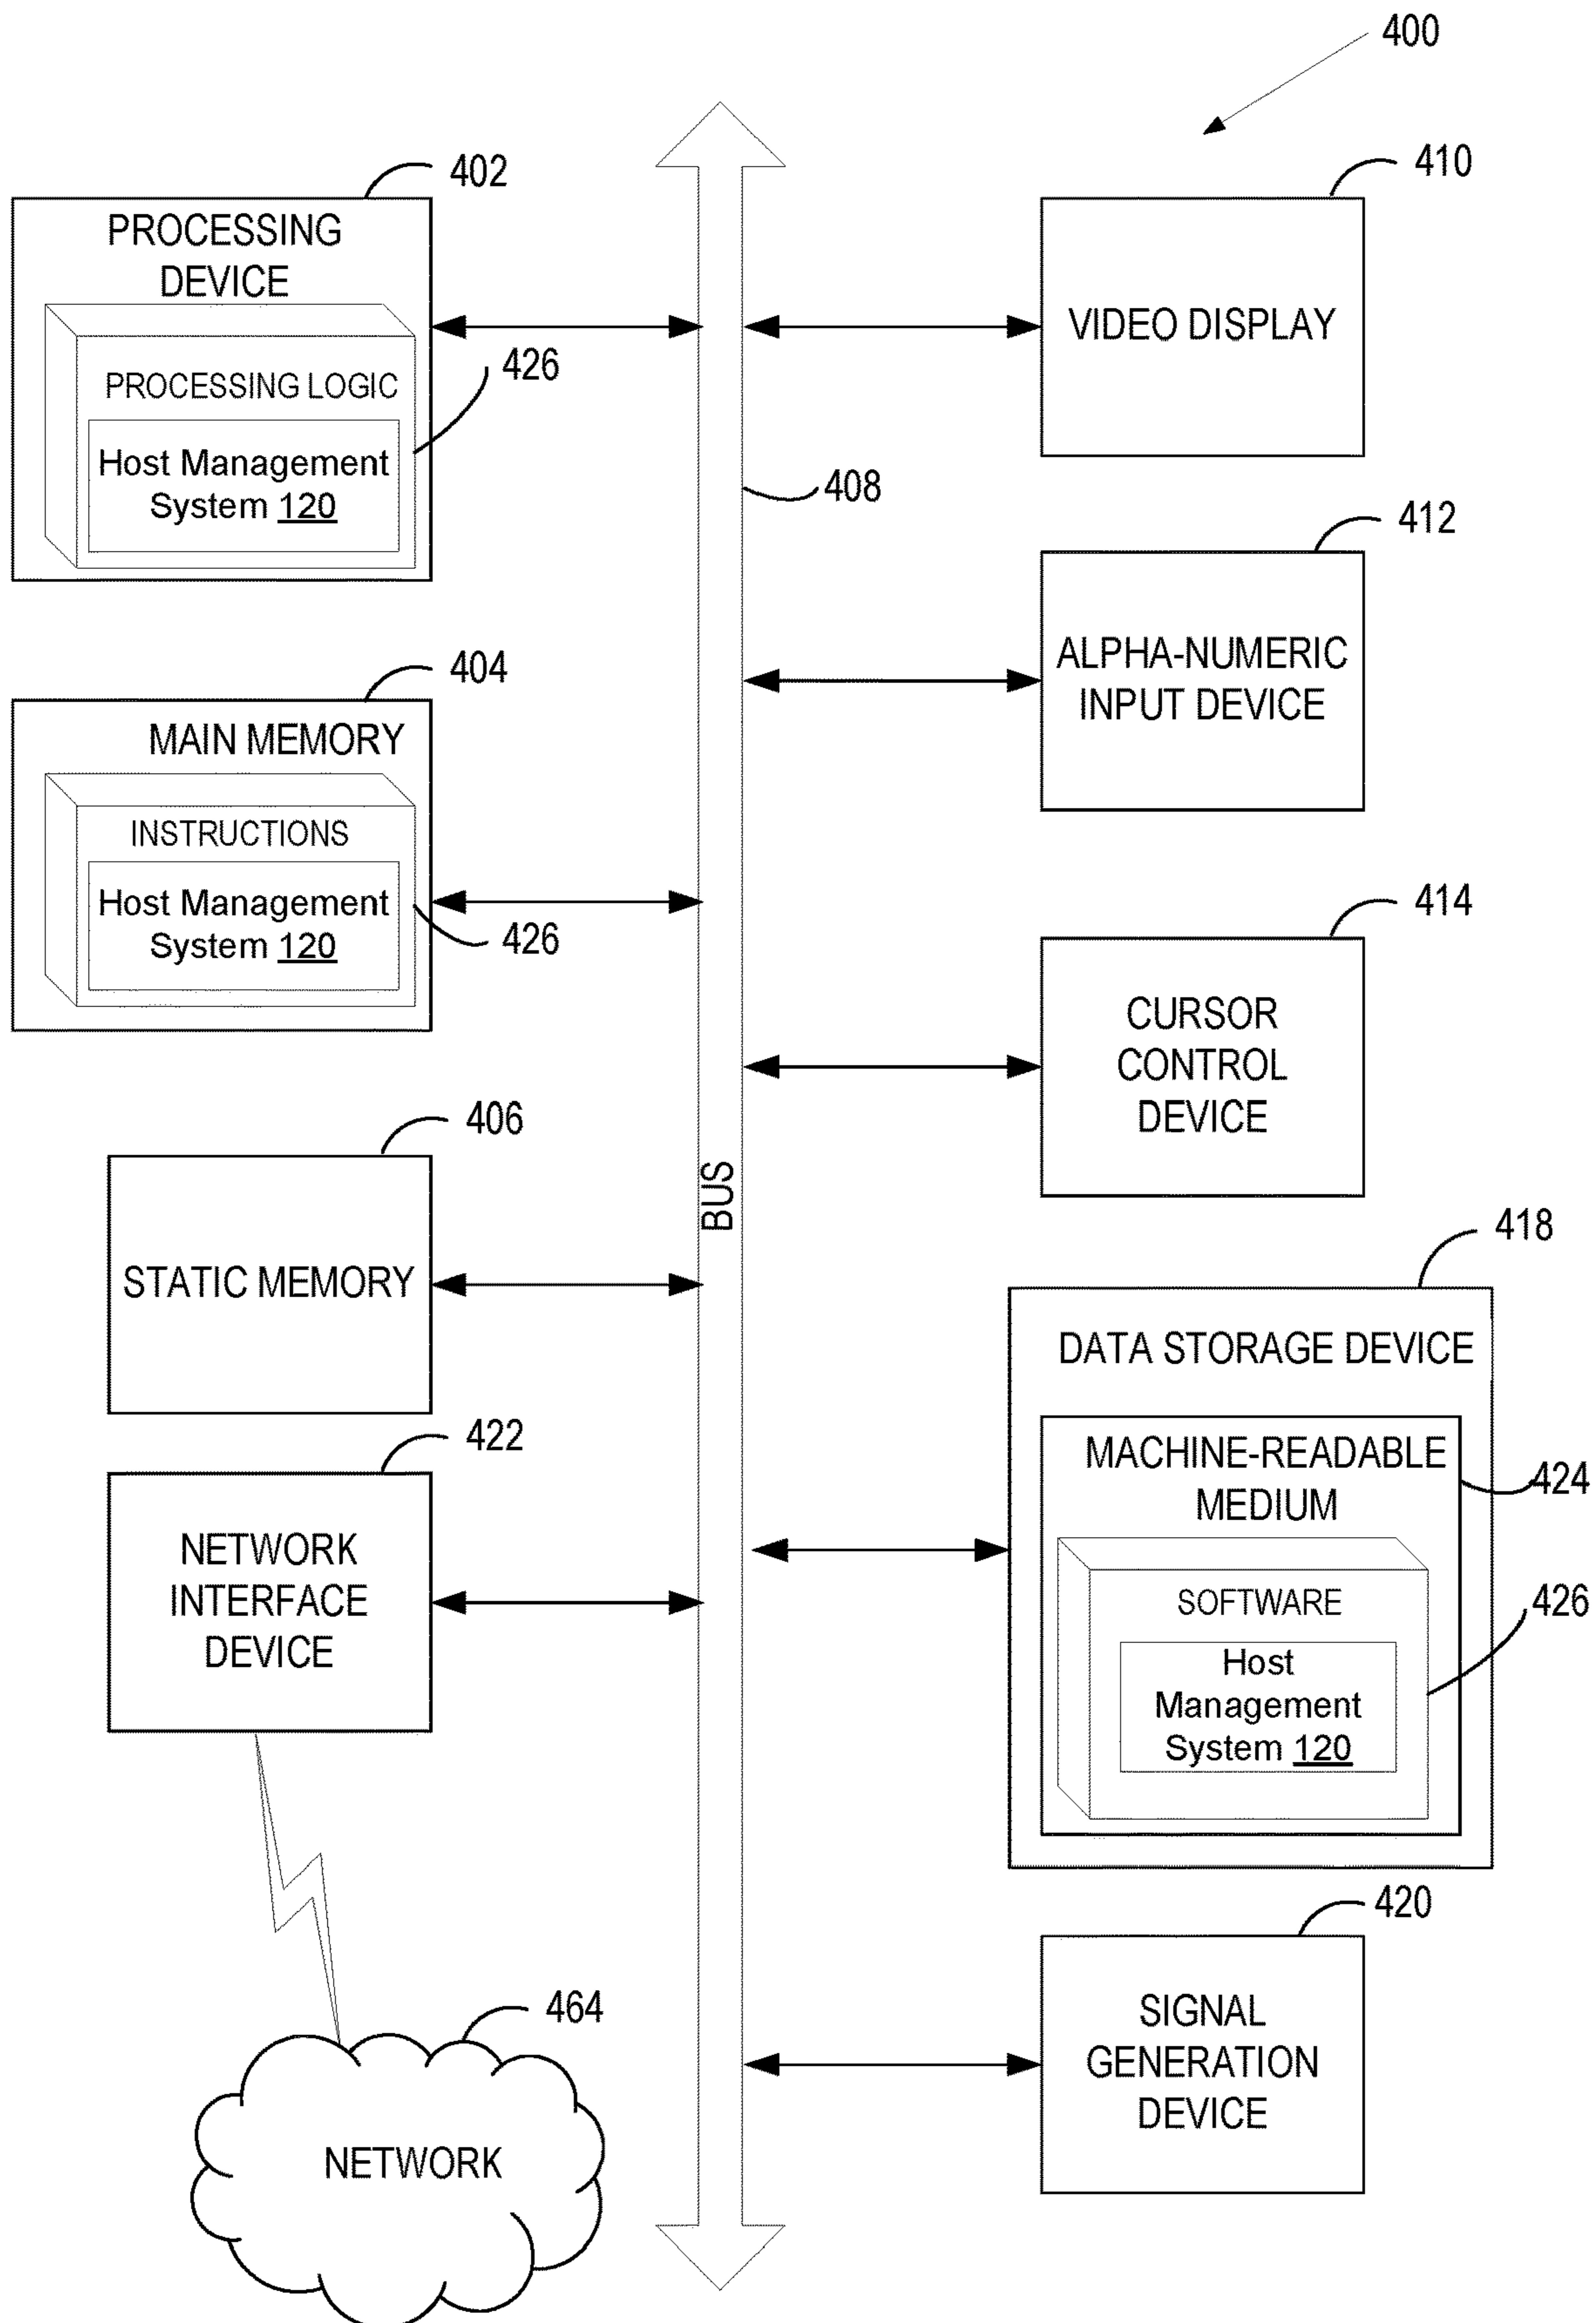 400
402
PROCESSING
DEVICE
PROCESSING LOGIC
426
Host Management
System 120
404
MAIN MEMORY
INSTRUCTIONS
Host Management
System 120
426
406
STATIC MEMORY
422
NETWORK
INTERFACE
DEVICE
464
NETWORK
408
BUS
410
VIDEO DISPLAY
412
ALPHA-NUMERIC
INPUT DEVICE
414
CURSOR
CONTROL
DEVICE
418
DATA STORAGE DEVICE
MACHINE-READABLE
MEDIUM
424
SOFTWARE
426
Host
Management
System 120
420
SIGNAL
GENERATION
DEVICE